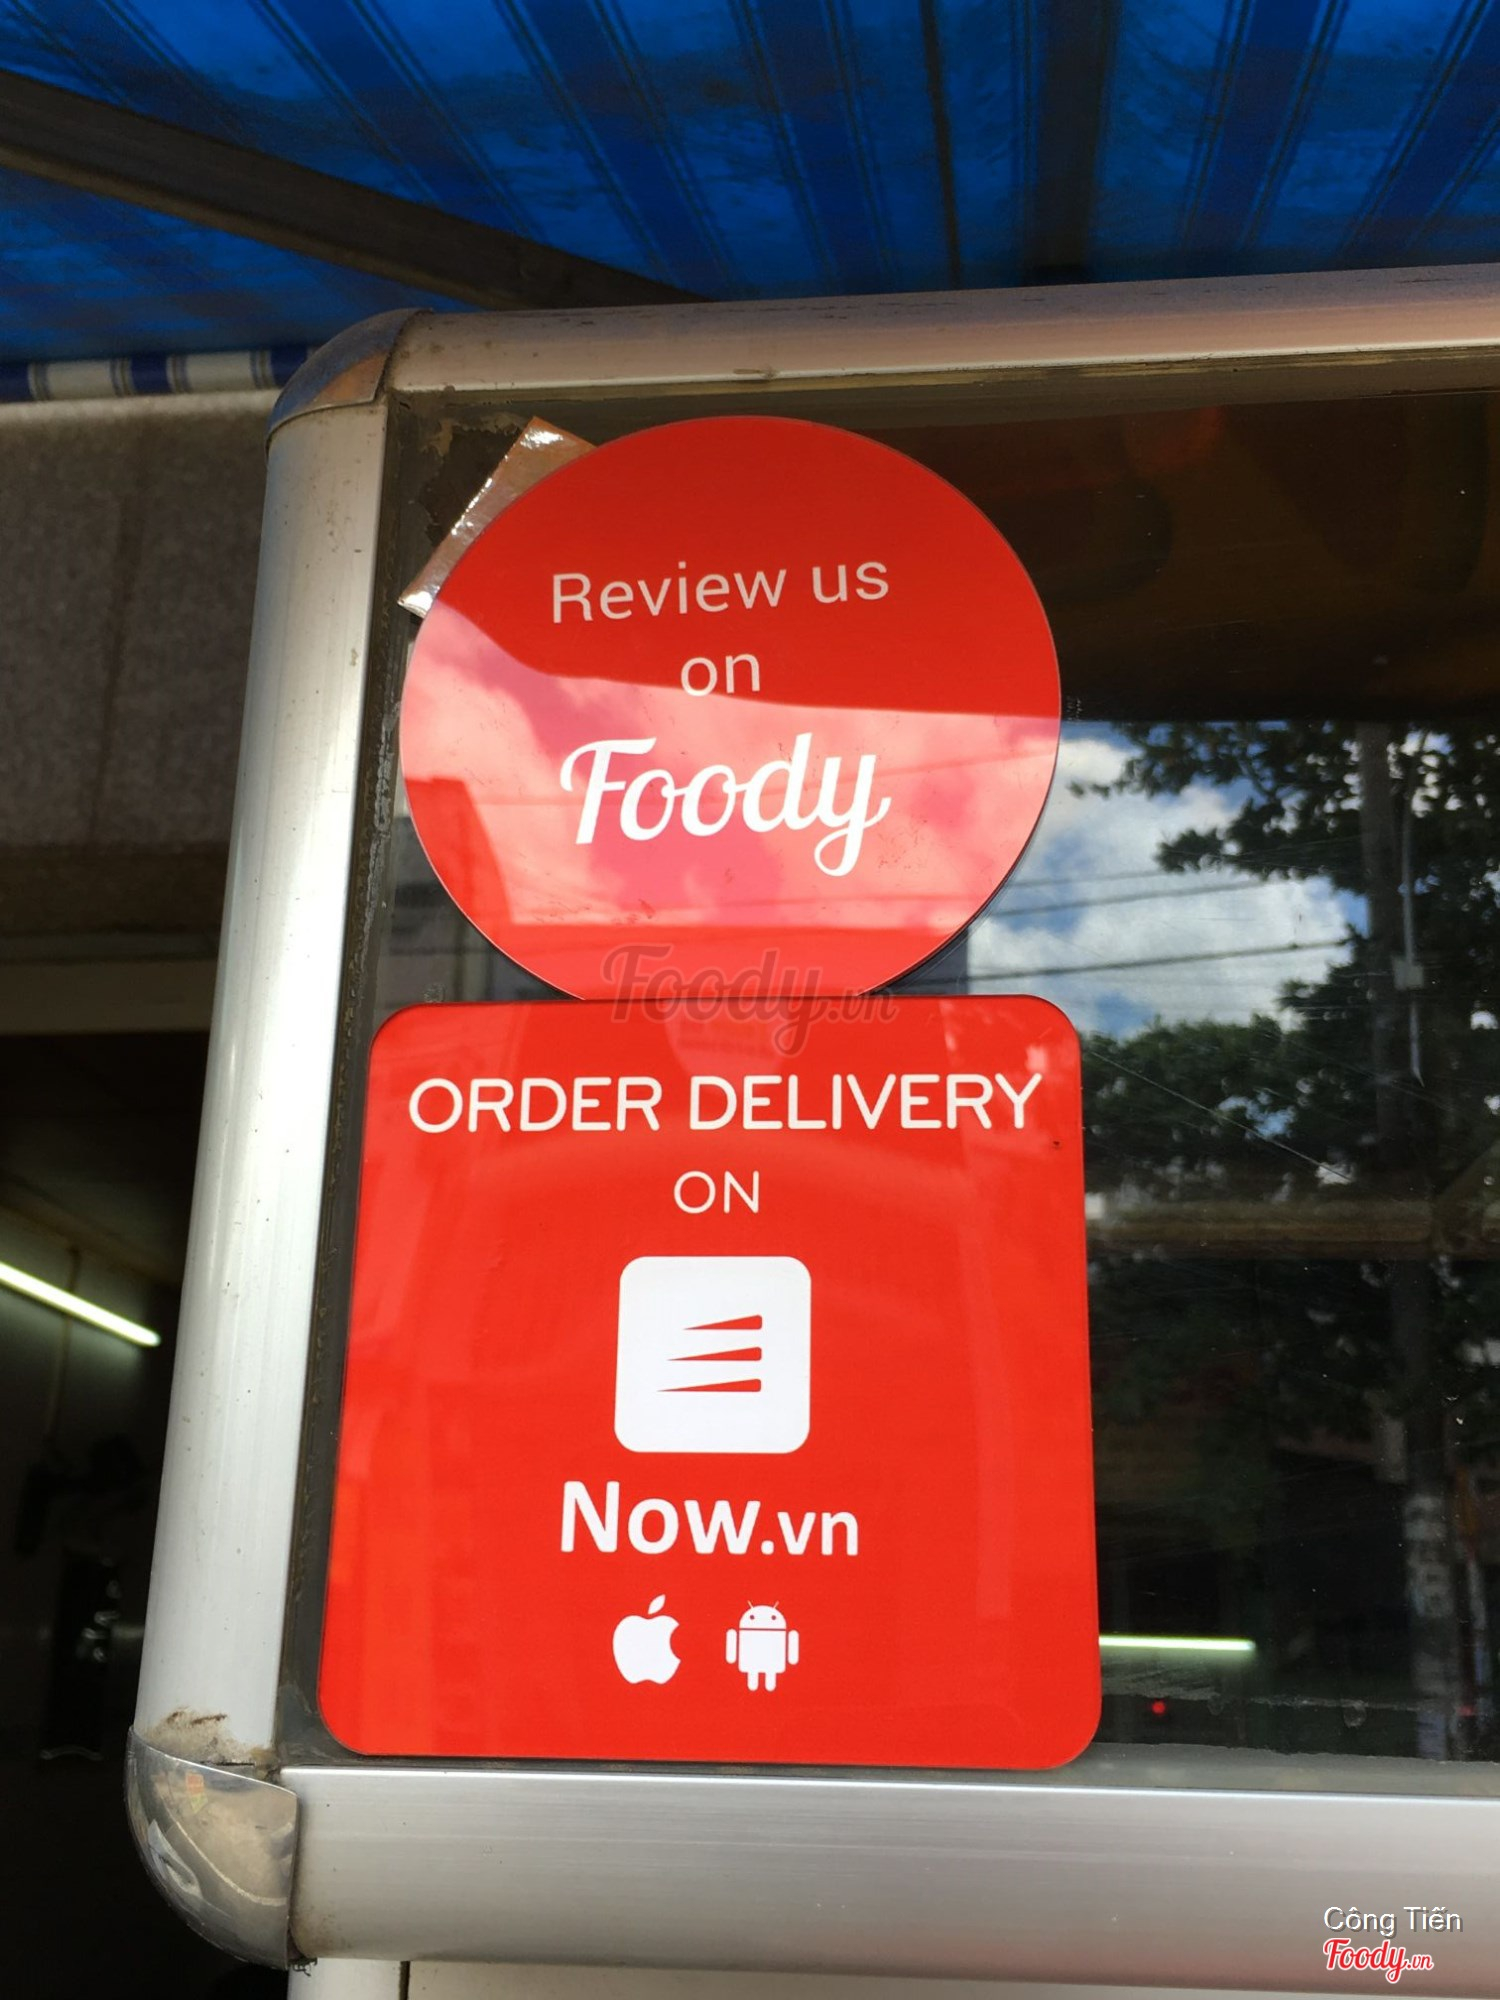 Review us
on
Foody
Foody.vn
ORDER DELIVERY
ON
Now.vn
Công Tiến
Foody.vn